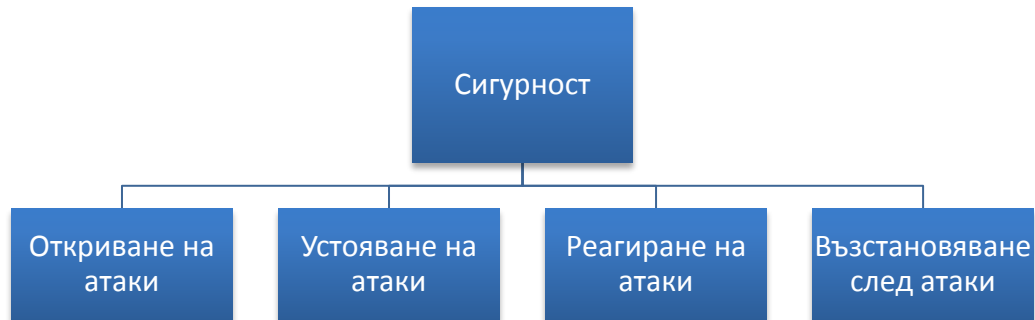 Сигурност
Откриване на
атаки
Устояване на
атаки
Реагиране на
атаки
Възстановяване
след атаки